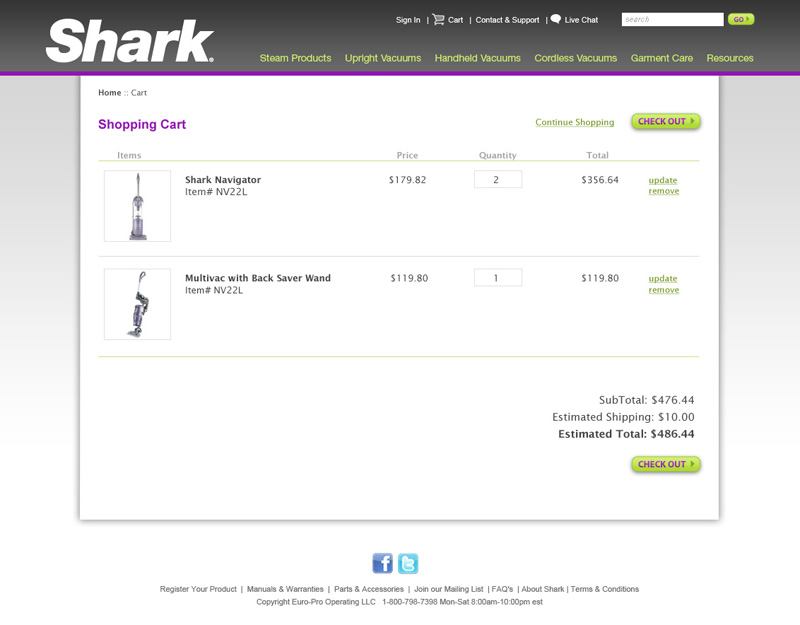 Shark.
Sign In | Cart | Contact & Support | Live Chat
search
GO
Steam Products Upright Vacuums Handheld Vacuums Cordless Vacuums Garment Care Resources
Home :: Cart
Shopping Cart
Continue Shopping
CHECK OUT
Items Price Quantity Total
Shark Navigator $179.82 2 $356.64 update
Item# NV22L remove
Multivac with Back Saver Wand $119.80 1 $119.80 update
Item# NV22L remove
SubTotal: $476.44
Estimated Shipping: $10.00
Estimated Total: $486.44
CHECK OUT
Register Your Product | Manuals & Warranties | Parts & Accessories | Join our Mailing List | FAQ's | About Shark | Terms & Conditions
Copyright Euro-Pro Operating LLC 1-800-798-7398 Mon-Sat 8:00am-10:00pm est